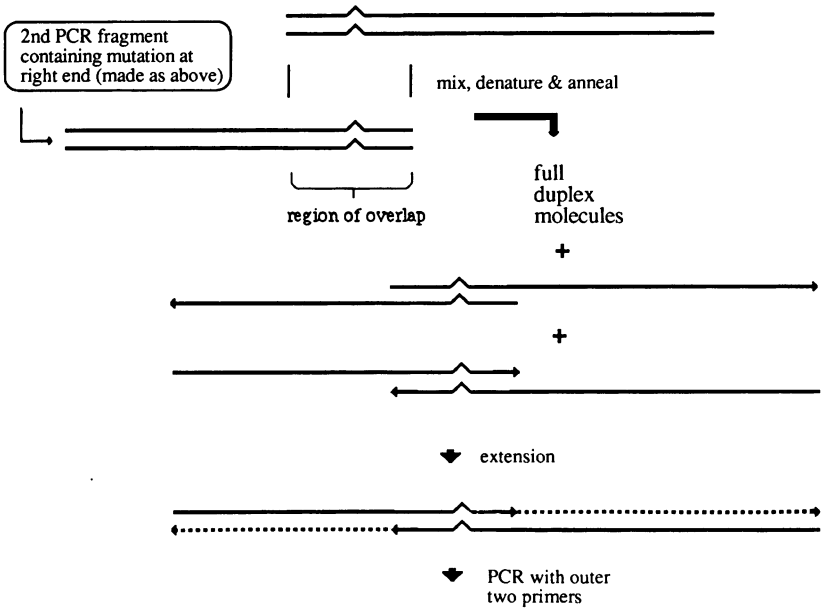 2nd PCR fragment
containing mutation at
right end (made as above)
mix, denature & anneal
full
duplex
molecules
region of overlap
+
+
extension
PCR with outer
two primers